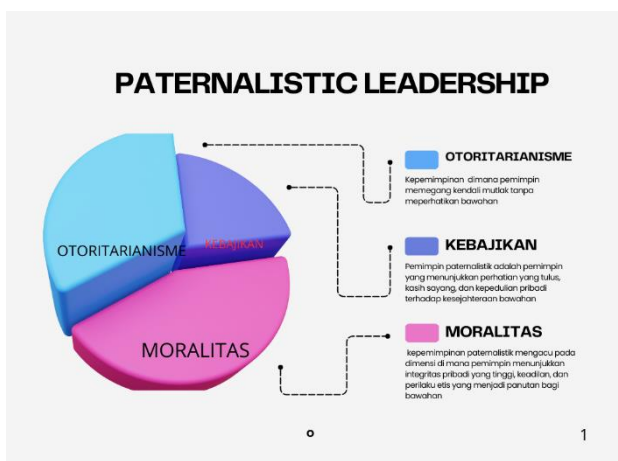 PATERNALISTIC LEADERSHIP
OTORITARIANISME
KEBAJIKAN
MORALITAS
OTORITARIANISME
Kepemimpinan dimana pemimpin
memegang kendali mutlak tanpa
meperhatikan bawahan
KEBAJIKAN
Pemimpin paternalistik adalah pemimpin
yang menunjukkan perhatian yang tulus,
kasih sayang, dan kepedulian pribadi
terhadap kesejahteraan bawahan
MORALITAS
kepemimpinan paternalistik mengacu pada
dimensi di mana pemimpin menunjukkan
integritas pribadi yang tinggi, keadilan, dan
perilaku etis yang menjadi panutan bagi
bawahan
o
1